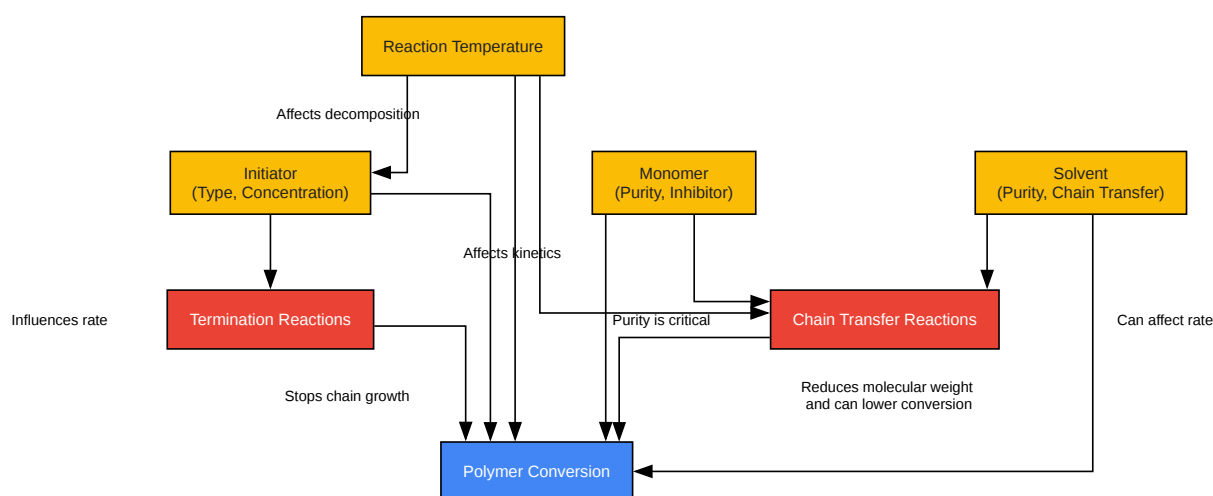 Reaction Temperature
Affects decomposition
Initiator
(Type, Concentration)
Monomer
(Purity, Inhibitor)
Solvent
(Purity, Chain Transfer)
Affects kinetics
Influences rate
Termination Reactions
Purity is critical
Chain Transfer Reactions
Can affect rate
Stops chain growth
Reduces molecular weight
and can lower conversion
Polymer Conversion